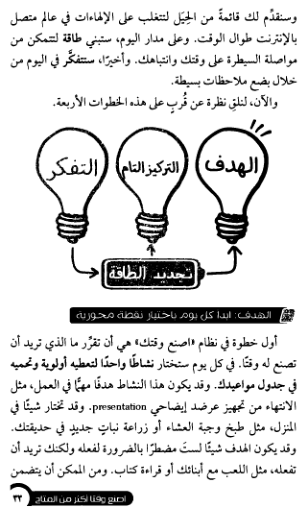 وسنقدِّم لك قائمةً من الحِيَل لتتغلب على الإلهاءات في عالم متصل
بالإنترنت طوال الوقت. وعلى مدار اليوم، ستبني طاقة لتتمكن من
مواصلة السيطرة على وقتك وانتباهك. وأخيرًا، ستتفكَّر في اليوم من
خلال بضع ملاحظات بسيطة.
والآن، لنلقِ نظرة عن قُربٍ على هذه الخطوات الأربعة.
الهدف
التركيز التام
التفكر
تجديد الطاقة
الهدف: ابدأ كل يوم باختيار نقطة محورية
أول خطوة في نظام «اصنع وقتك» هي أن تقرِّر ما الذي تريد أن
تصنع له وقتًا. في كل يوم ستختار نشاطًا واحدًا لتعطيه أولوية وتحميه
في جدول مواعيدك. وقد يكون هذا النشاط هدفًا مهمًّا في العمل، مثل
الانتهاء من تجهيز عرضد إيضاحي presentation. وقد تختار شيئًا في
المنزل، مثل طبخ وجبة العشاء أو زراعة نباتٍ جديدٍ في حديقتك.
وقد يكون الهدف شيئًا لستَ مضطرًا بالضرورة لفعله ولكنك تريد أن
تفعله، مثل اللعب مع أبنائك أو قراءة كتاب. ومن الممكن أن يتضمن
اصنع وقتًا أكثر من المتاح